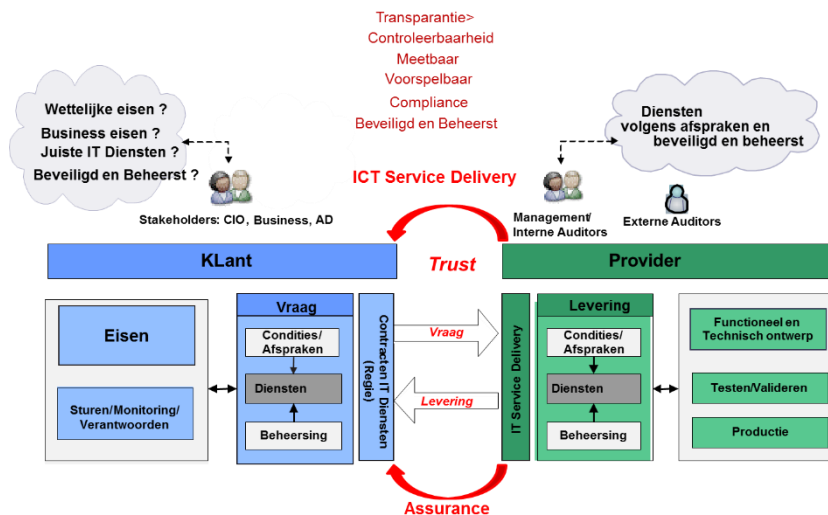 Transparantie>
Controleerbaarheid
Meetbaar
Voorspelbaar
Compliance
Beveiligd en Beheerst
Wettelijke eisen ?
Business eisen ?
Juiste IT Diensten ?
Beveiligd en Beheerst ?
Diensten
volgens afspraken en
beveiligd en beheerst
ICT Service Delivery
Stakeholders: CIO, Business, AD
Management/
Interne Auditors
Externe Auditors
KLant
Trust
Provider
Eisen
Sturen/Monitoring/
Verantwoorden
Vraag
Condities/
Afspraken
Diensten
Beheersing
Contracten IT Diensten
(Regie)
Vraag
Levering
IT Service Delivery
Levering
Condities/
Afspraken
Diensten
Beheersing
Functioneel en
Technisch ontwerp
Testen/Valideren
Productie
Assurance